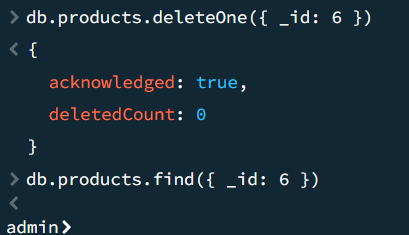 > db.products.deleteOne({ _id: 6 })
< {
acknowledged: true,
deletedCount: 0
}
> db.products.find({ _id: 6 })
<
admin>